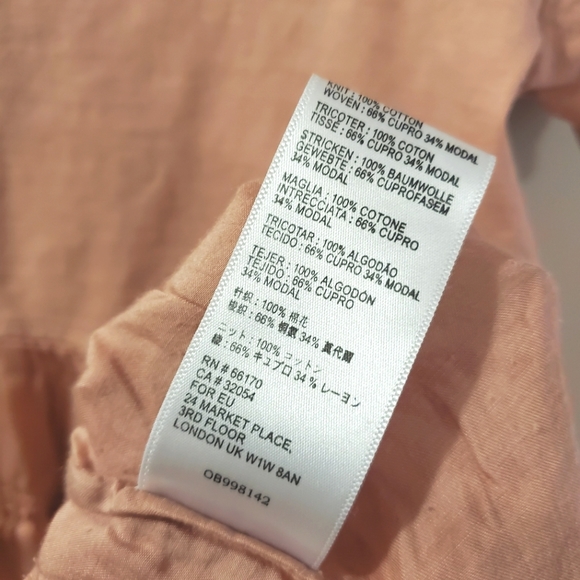 KNIT : 100% COTTON
WOVEN : 66% CUPRO 34% MODAL
TRICOTER : 100% COTON
TISSE : 66% CUPRO 34% MODAL
STRICKEN : 100% BAUMWOLLE
GEWEBTE : 66% CUPROFASEM
34% MODAL
MAGLIA : 100% COTONE
INTRECCIATA : 66% CUPRO
34% MODAL
TRICOTAR : 100% ALGODÃO
TECIDO : 66% CUPRO 34% MODAL
TEJER : 100% ALGODÓN
TEJIDO : 66% CUPRO
34% MODAL
针织 : 100% 棉花
梭织 : 66% 铜氨 34% 莫代爾
ニット : 100% コットン
織 : 66% キュプロ 34% レーヨン
RN # 66170
CA # 32054
FOR EU
24 MARKET PLACE,
3RD FLOOR
LONDON UK W1W 8AN
OB998142